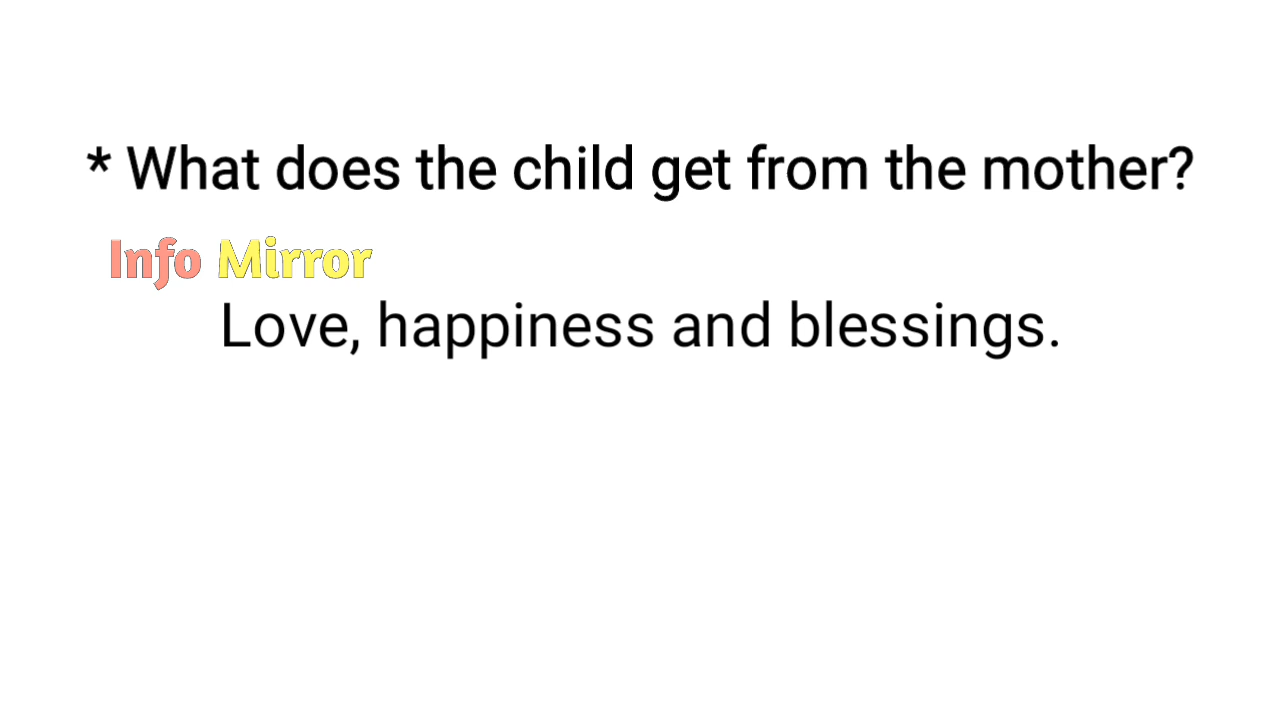 * What does the child get from the mother?
Info Mirror
Love, happiness and blessings.